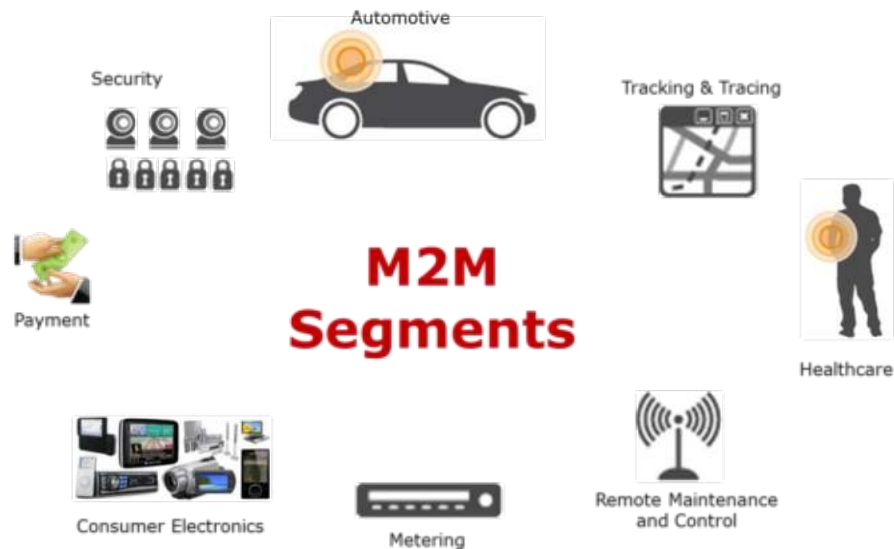 Automotive
Security
Tracking & Tracing
M2M
Segments
Payment
Healthcare
Consumer Electronics
Metering
Remote Maintenance
and Control